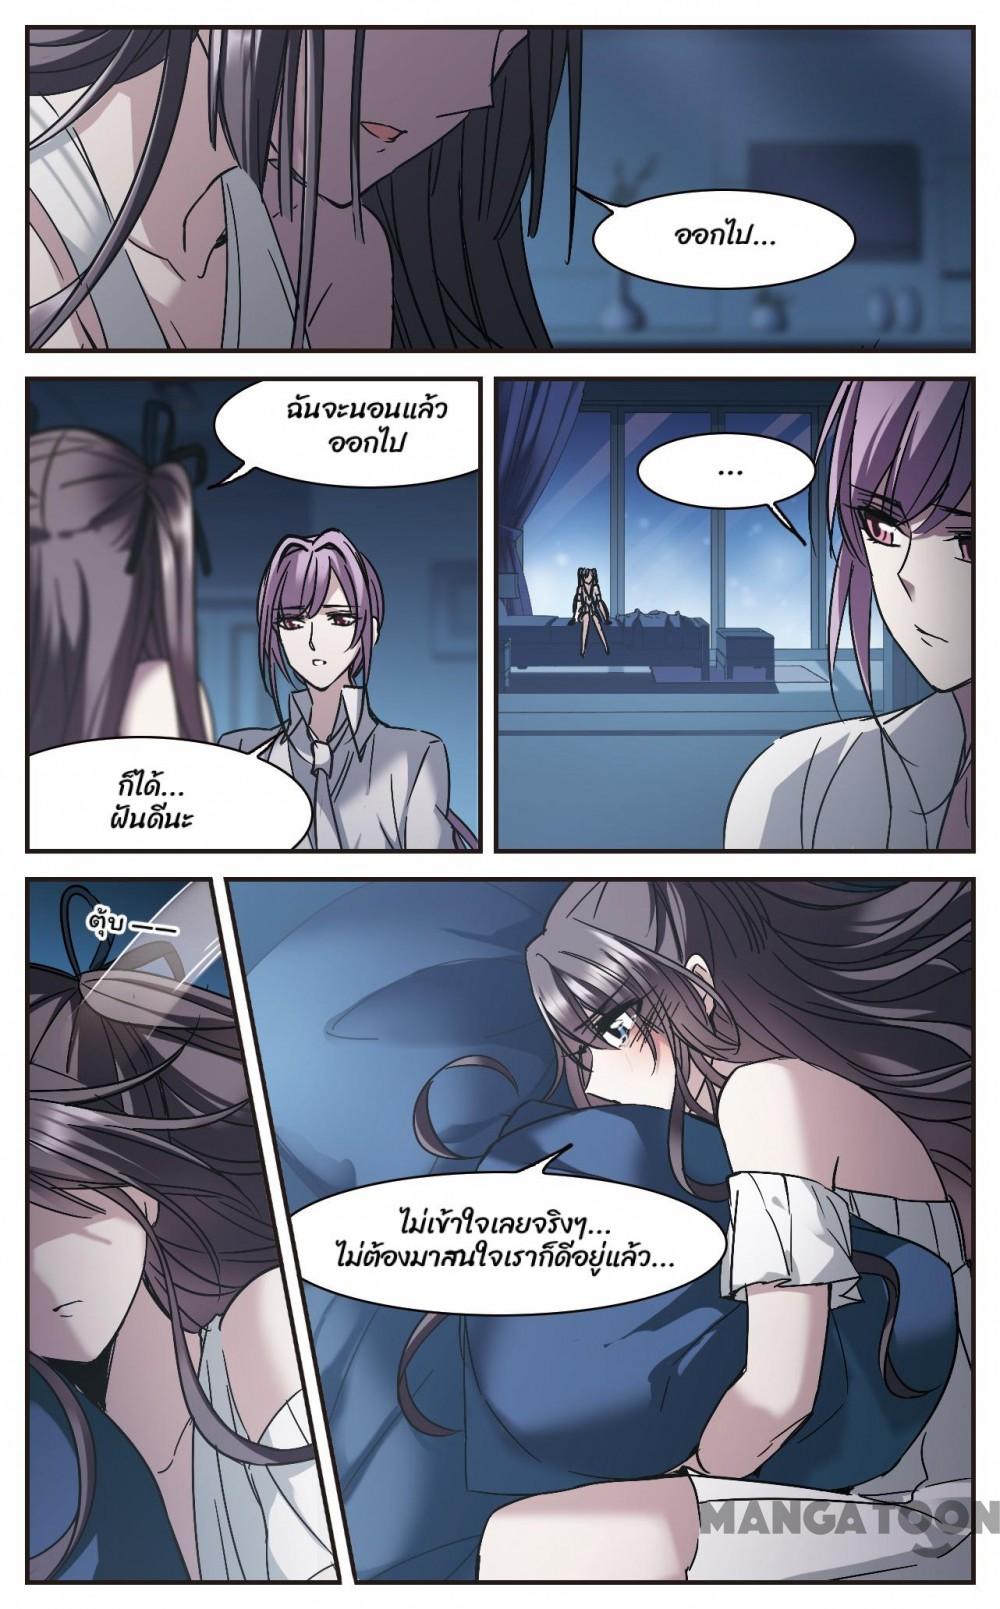 ออกไป...
ฉันจะนอนแล้ว
ออกไป
ก็ได้...
ฝันดีนะ
...
ตุ้บ ——
ไม่เข้าใจเลยจริงๆ...
ไม่ต้องมาสนใจเราก็ดีอยู่แล้ว...
MANGATOON